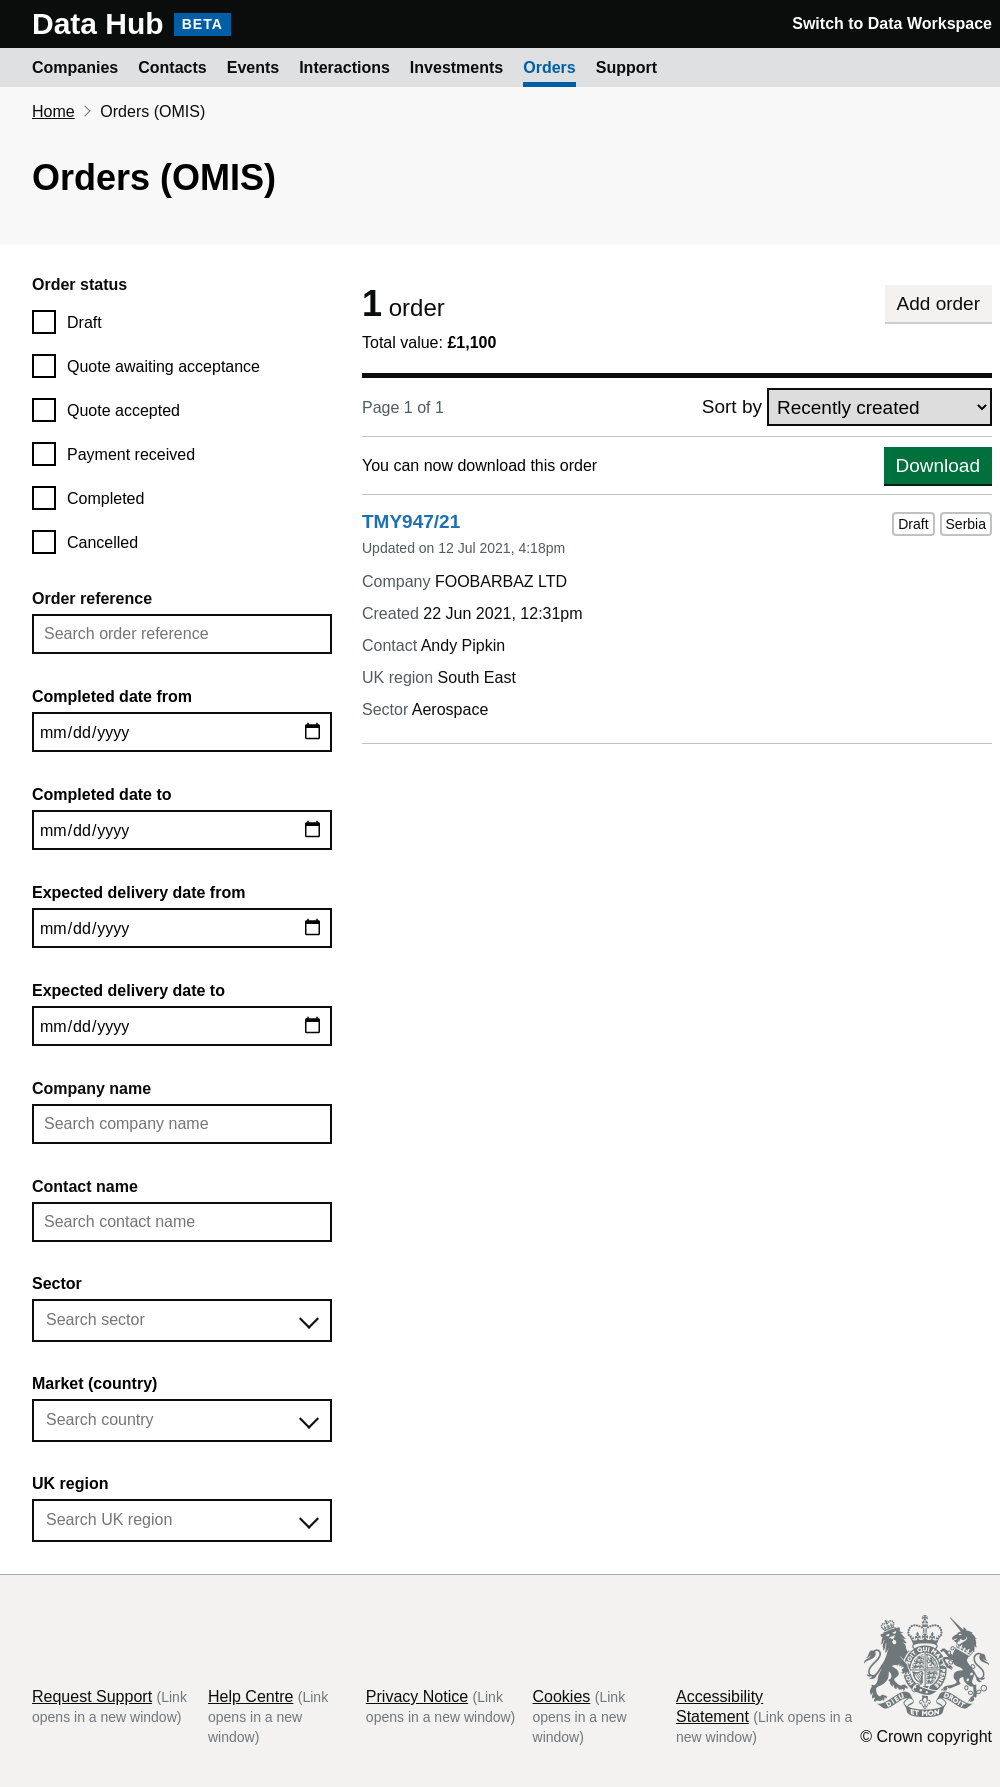 Data Hub BETA
Switch to Data Workspace
Companies Contacts Events Interactions Investments Orders Support
Home Orders (OMIS)
Orders (OMIS)
Order status
Draft
Quote awaiting acceptance
Quote accepted
Payment received
Completed
Cancelled
Order reference
Search order reference
Completed date from
mm/dd/yyyy
Completed date to
mm/dd/yyyy
Expected delivery date from
mm/dd/yyyy
Expected delivery date to
mm/dd/yyyy
Company name
Search company name
Contact name
Search contact name
Sector
Search sector
Market (country)
Search country
UK region
Search UK region
1 order
Add order
Total value: £1,100
Page 1 of 1
Sort by Recently created
You can now download this order
Download
TMY947/21
Draft Serbia
Updated on 12 Jul 2021, 4:18pm
Company FOOBARBAZ LTD
Created 22 Jun 2021, 12:31pm
Contact Andy Pipkin
UK region South East
Sector Aerospace
Request Support (Link
opens in a new window)
Help Centre (Link
opens in a new
window)
Privacy Notice (Link
opens in a new window)
Cookies (Link
opens in a new
window)
Accessibility
Statement (Link opens in a
new window)
DIEU ET MON DROIT
© Crown copyright